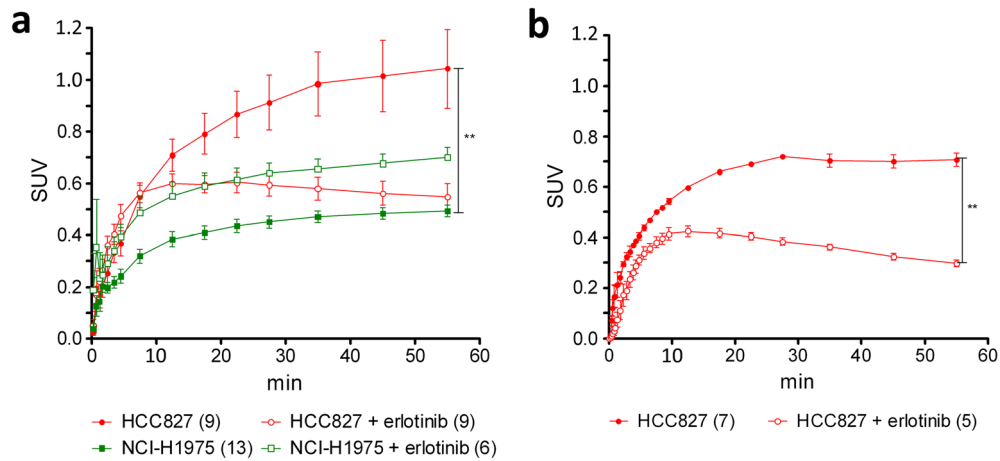 a
SUV
1.2
1.0
0.8
0.6
0.4
0.2
0.0
0 10 20 30 40 50 60
min
**
HCC827 (9) HCC827 + erlotinib (9)
NCI-H1975 (13) NCI-H1975 + erlotinib (6)
b
SUV
1.2
1.0
0.8
0.6
0.4
0.2
0.0
0 10 20 30 40 50 60
min
**
HCC827 (7) HCC827 + erlotinib (5)